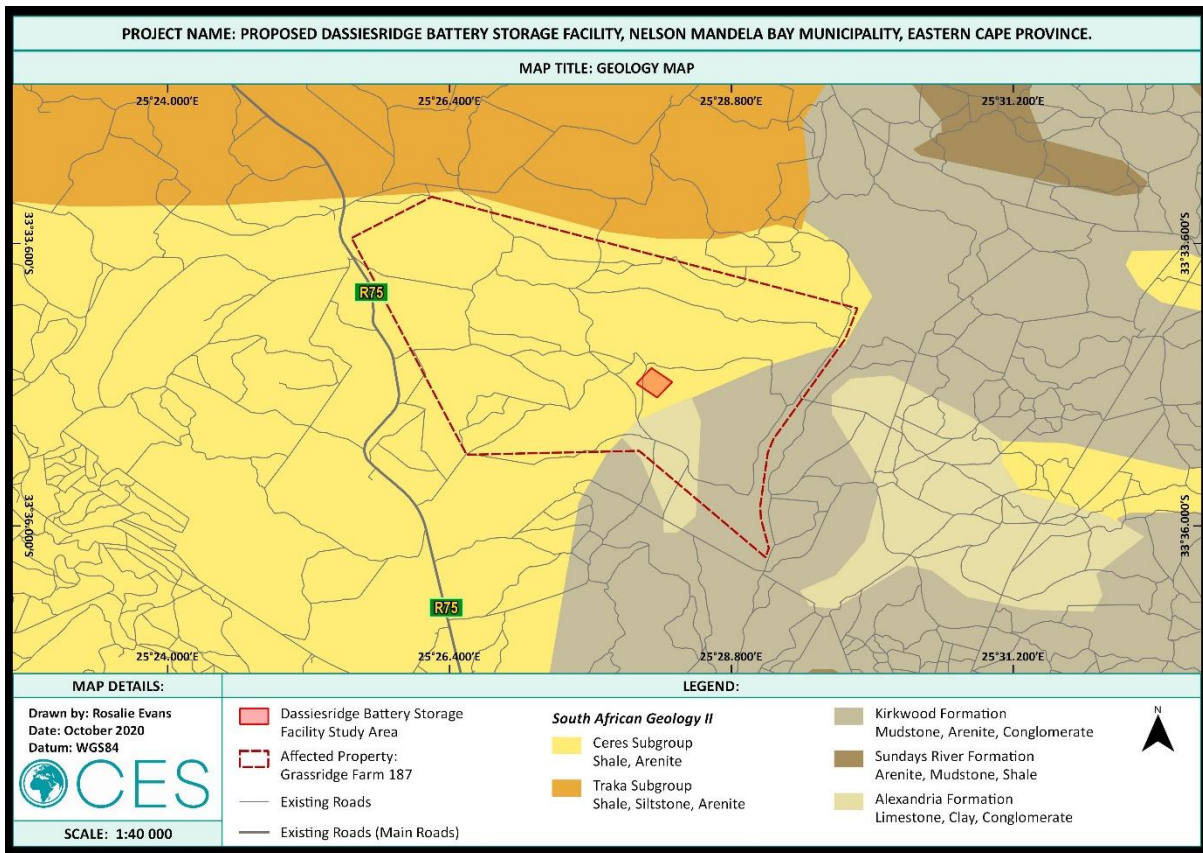 PROJECT NAME: PROPOSED DASSIESRIDGE BATTERY STORAGE FACILITY, NELSON MANDELA BAY MUNICIPALITY, EASTERN CAPE PROVINCE.
MAP TITLE: GEOLOGY MAP
25°24.000'E
25°26.400'E
25°28.800'E
25°31.200'E
33°33.600'S
33°33.600'S
R75
33°36.000'S
33°36.000'S
R75
25°24.000'E
25°26.400'E
25°28.800'E
25°31.200'E
MAP DETAILS:
Drawn by: Rosalie Evans
Date: October 2020
Datum: WGS84
CES
SCALE: 1:40 000
LEGEND:
Dassiesridge Battery Storage
Facility Study Area
Affected Property:
Grassridge Farm 187
Existing Roads
Existing Roads (Main Roads)
South African Geology II
Ceres Subgroup
Shale, Arenite
Traka Subgroup
Shale, Siltstone, Arenite
Kirkwood Formation
Mudstone, Arenite, Conglomerate
Sundays River Formation
Arenite, Mudstone, Shale
Alexandria Formation
Limestone, Clay, Conglomerate
N